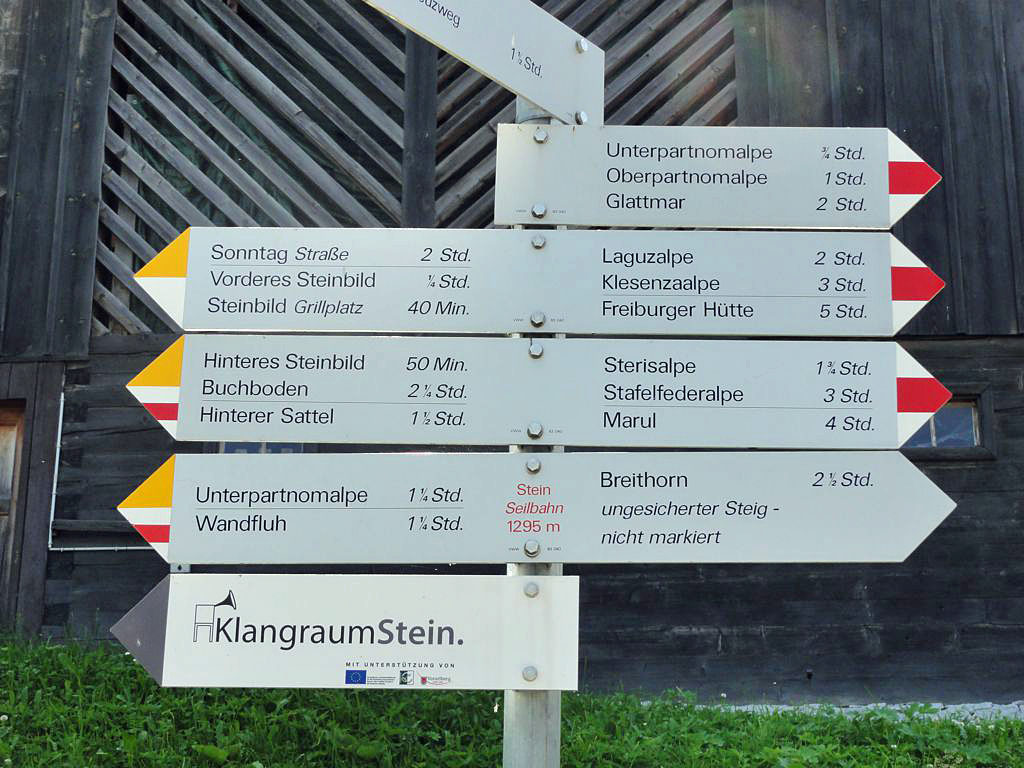 1½ Std.
Unterpartnomalpe ¾ Std.
Oberpartnomalpe 1 Std.
Glattmar 2 Std.
Sonntag Straße 2 Std.
Vorderes Steinbild ¼ Std.
Steinbild Grillplatz 40 Min.
Laguzalpe 2 Std.
Klesenzaalpe 3 Std.
Freiburger Hütte 5 Std.
Hinteres Steinbild 50 Min.
Buchboden 2¼ Std.
Hinterer Sattel 1½ Std.
Sterisalpe 1¾ Std.
Stafelfederalpe 3 Std.
Marul 4 Std.
Unterpartnomalpe 1¼ Std.
Wandfluh 1¼ Std.
Stein
Seilbahn
1295 m
Breithorn 2½ Std.
ungesicherter Steig -
nicht markiert
KlangraumStein.
MIT UNTERSTÜTZUNG VON
Vorarlberg